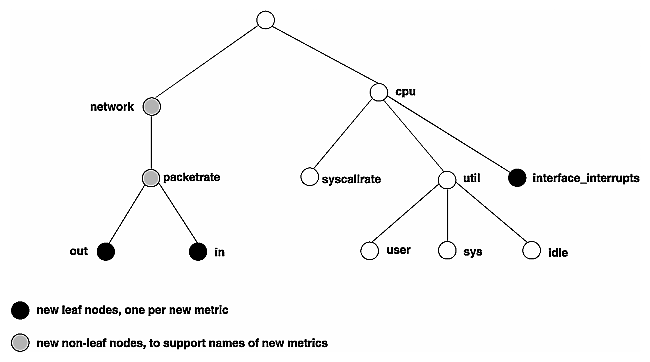 cpu
network
packetrate
syscallrate
util
interface_interrupts
out
in
user
sys
idle
new leaf nodes, one per new metric
new non-leaf nodes, to support names of new metrics